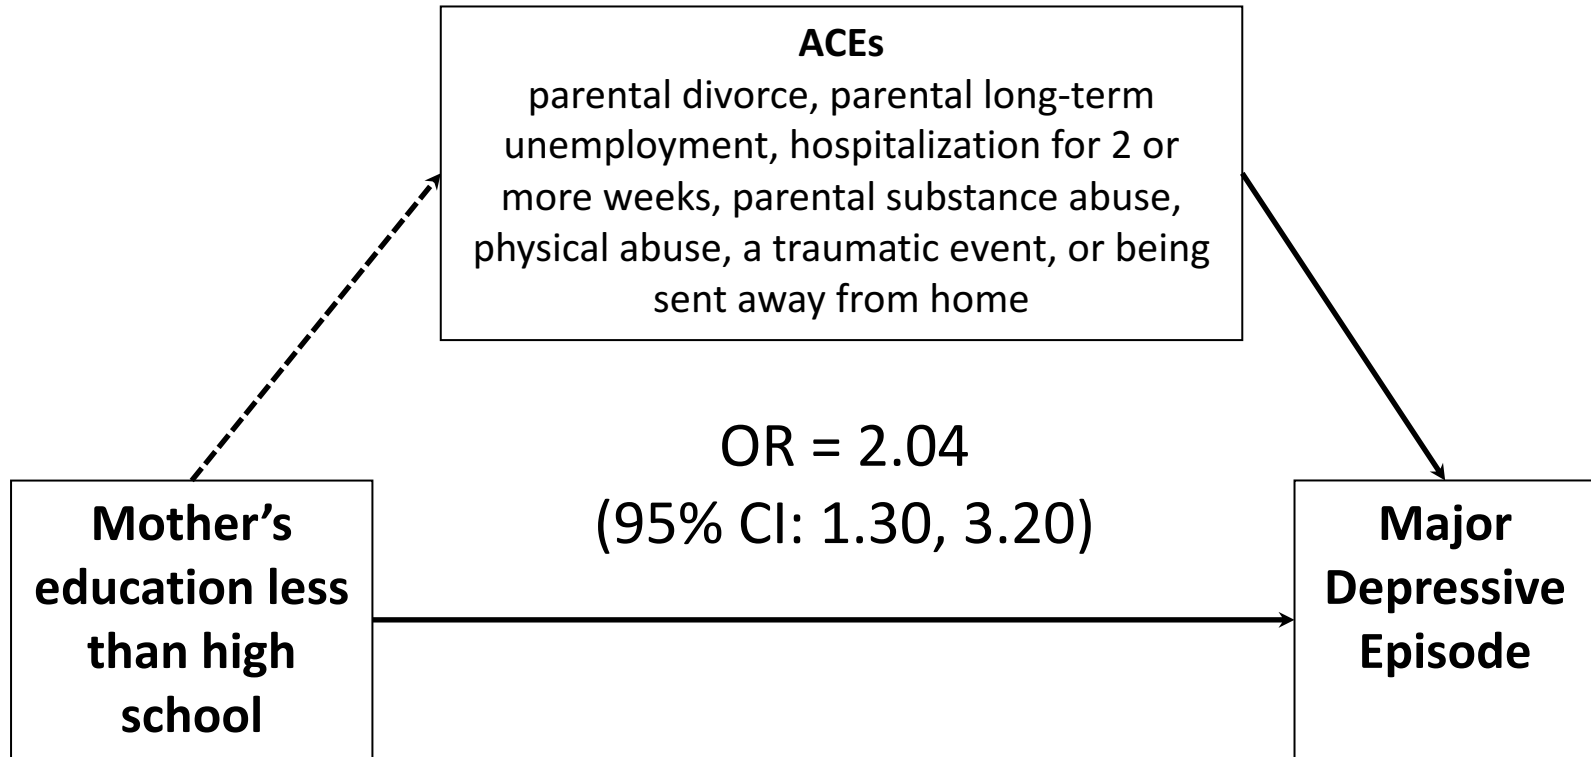 ACEs
parental divorce, parental long-term
unemployment, hospitalization for 2 or
more weeks, parental substance abuse,
physical abuse, a traumatic event, or being
sent away from home
OR = 2.04
(95% CI: 1.30, 3.20)
Mother’s
education less
than high
school
Major
Depressive
Episode